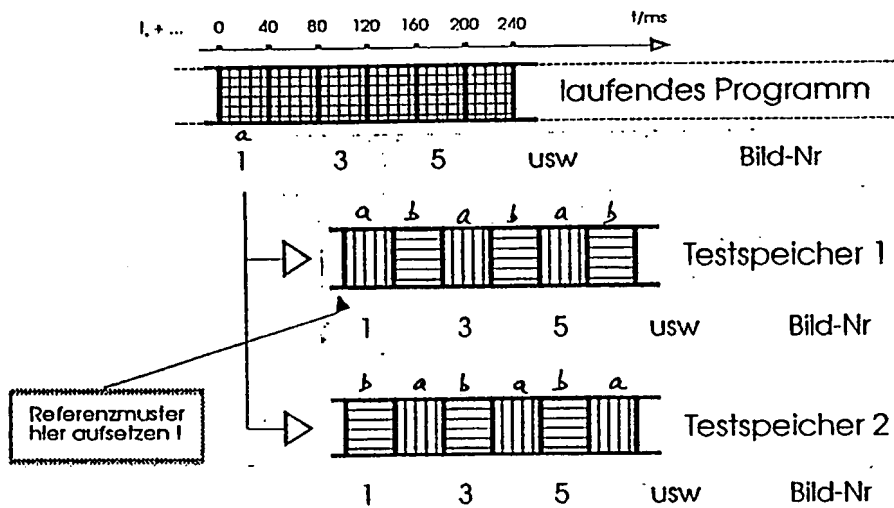 t. + ... 0 40 80 120 160 200 240 t/ms
laufendes Programm
a
1 3 5 usw Bild-Nr
a b a b a b
Testspeicher 1
1 3 5 usw Bild-Nr
Referenzmuster
hier aufsetzen !
b a b a b a
Testspeicher 2
1 3 5 usw Bild-Nr